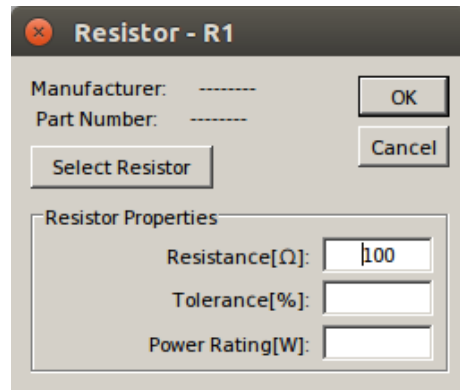 Resistor - R1
Manufacturer: --------
OK
Part Number: --------
Cancel
Select Resistor
Resistor Properties
Resistance[Ω]: 100
Tolerance[%]:
Power Rating[W]: